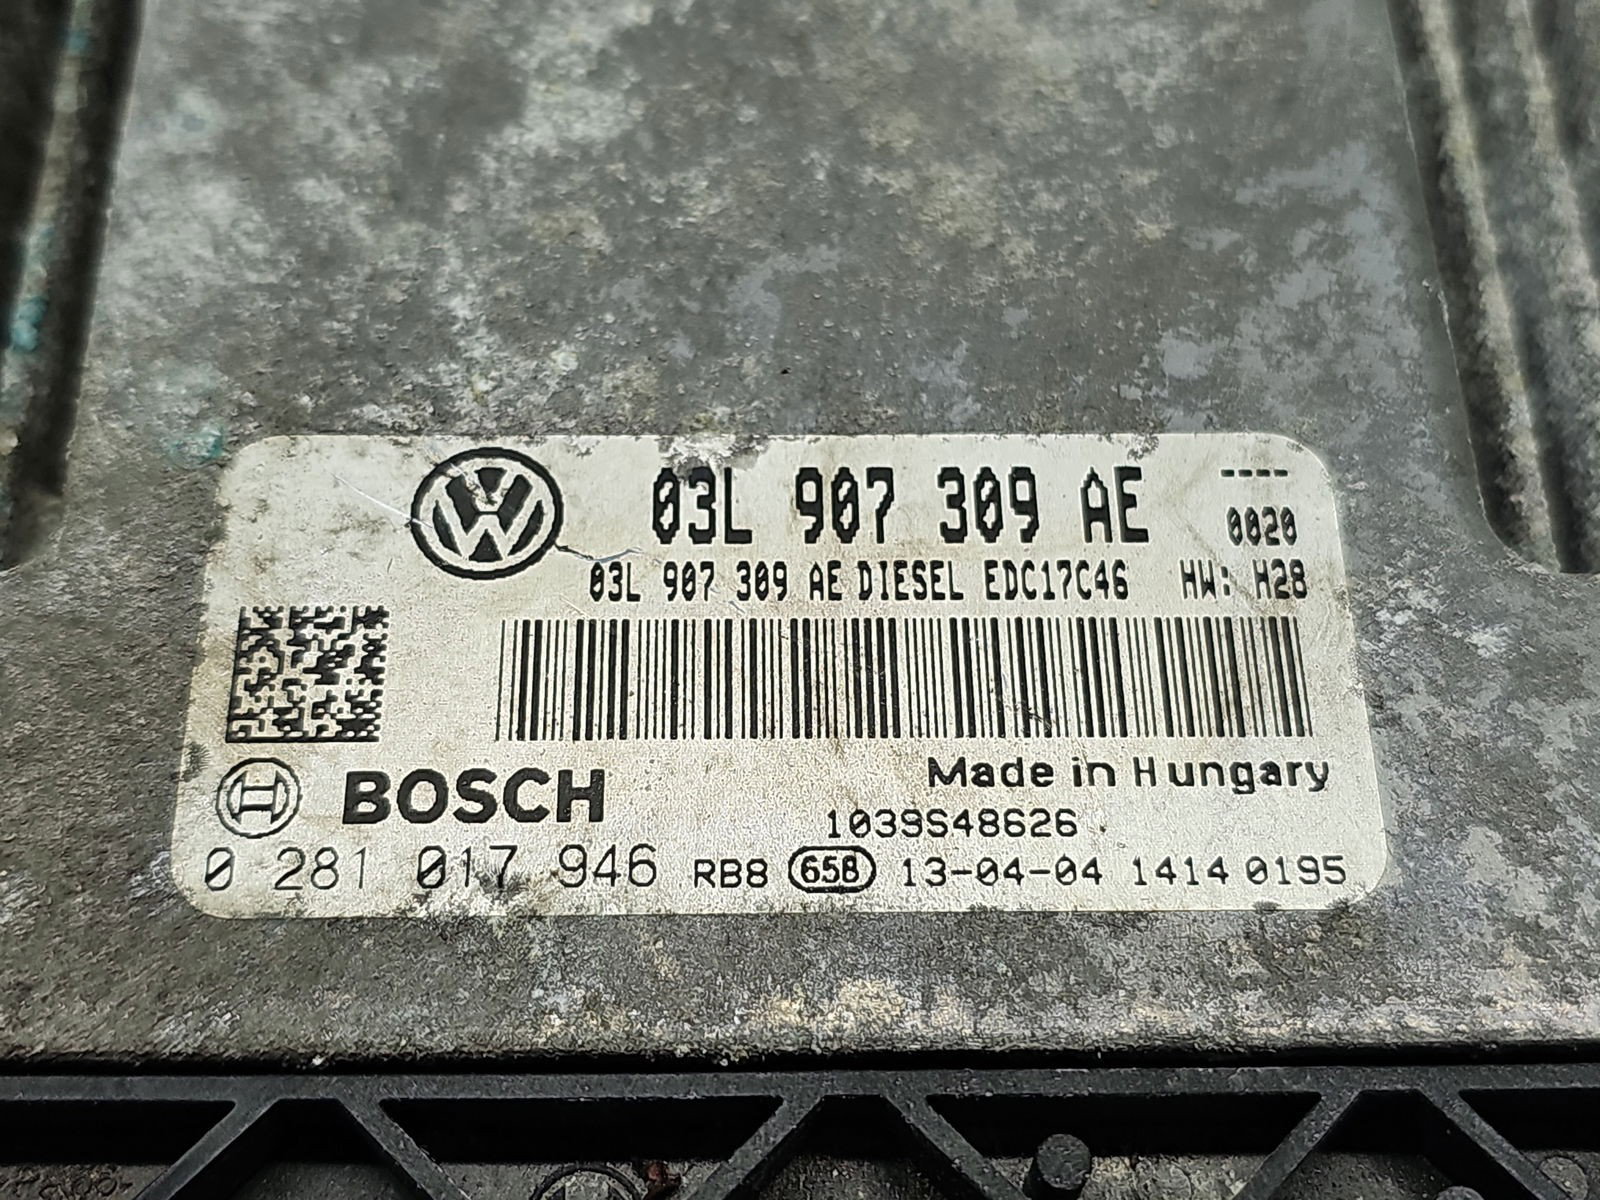 03L 907 309 AE ----
0020
03L 907 309 AE DIESEL EDC17C46 HW: H28
Made in Hungary
BOSCH
1039S48626
0 281 017 946 RB8 65B 13-04-04 1414 0195